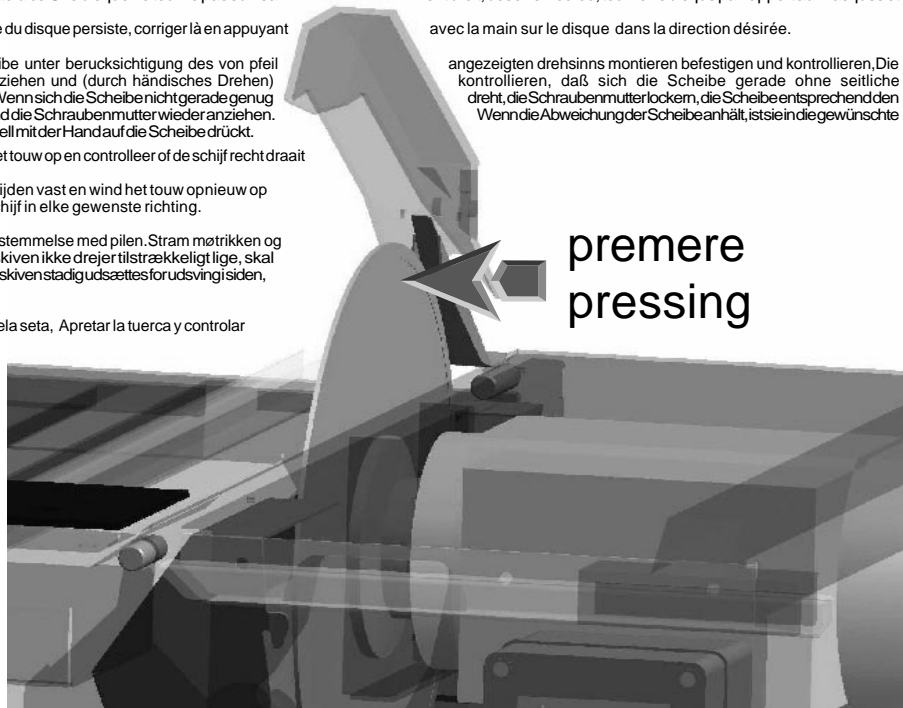 e du disque persiste, corriger là en appuyant
avec la main sur le disque dans la direction désirée.
ibe unter berucksichtigung des von pfeil
ziehen und (durch händisches Drehen)
Wenn sich die Scheibe nicht gerade genug
d die Schraubenmutter wieder anziehen.
ell mit der Hand auf die Scheibe drückt.
angezeigten drehsinns montieren befestigen und kontrollieren,Die
kontrollieren, daß sich die Scheibe gerade ohne seitliche
dreht, die Schraubenmutter lockern, die Scheibe entsprechend den
Wenn die Abweichung der Scheibe anhält, ist sie in die gewünschte
et touw op en controlleer of de schijf recht draait
ijden vast en wind het touw opnieuw op
chijf in elke gewenste richting.
stemmelse med pilen.Stram møtrikken og
skiven ikke drejer tilstrækkeligt lige, skal
skiven stadig udsættes for udsving i siden,
ela seta, Apretar la tuerca y controlar
premere
pressing